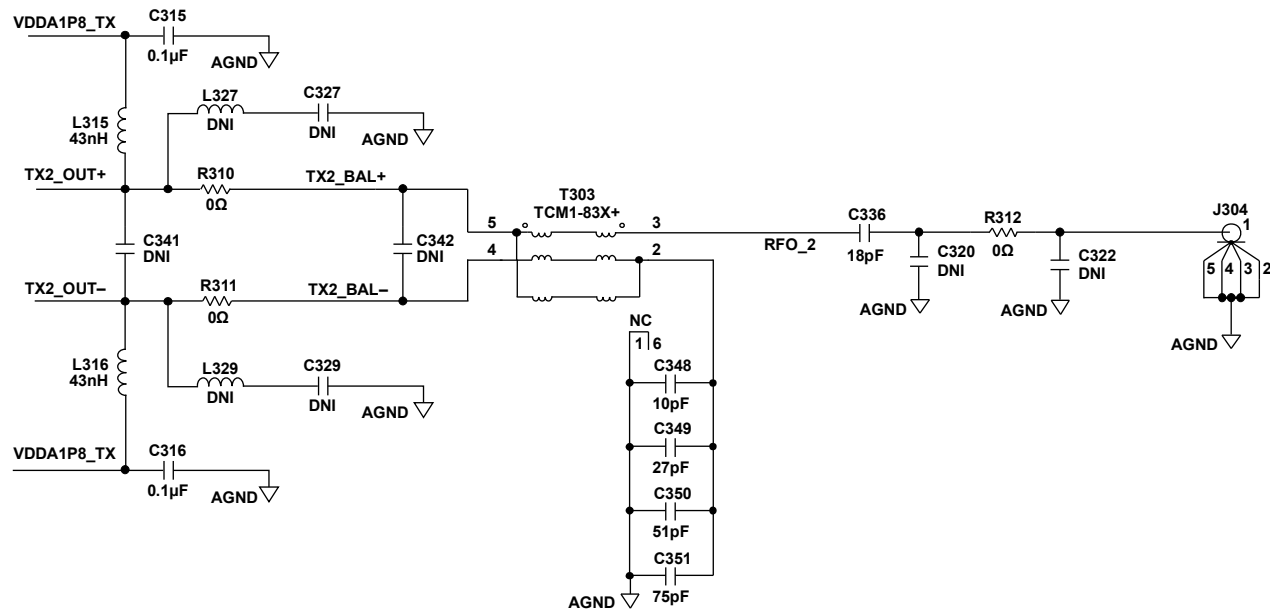 VDDA1P8_TX
C315
0.1µF
AGND
L315
43nH
L327
DNI
C327
DNI
AGND
TX2_OUT+
R310
0Ω
TX2_BAL+
C341
DNI
C342
DNI
T303
TCM1-83X+
5
3
4
2
RFO_2
C336
18pF
C320
DNI
AGND
R312
0Ω
C322
DNI
AGND
J304
1
5
4
3
2
AGND
TX2_OUT–
R311
0Ω
TX2_BAL–
L316
43nH
L329
DNI
C329
DNI
AGND
VDDA1P8_TX
C316
0.1µF
AGND
NC
1
6
C348
10pF
C349
27pF
C350
51pF
C351
75pF
AGND